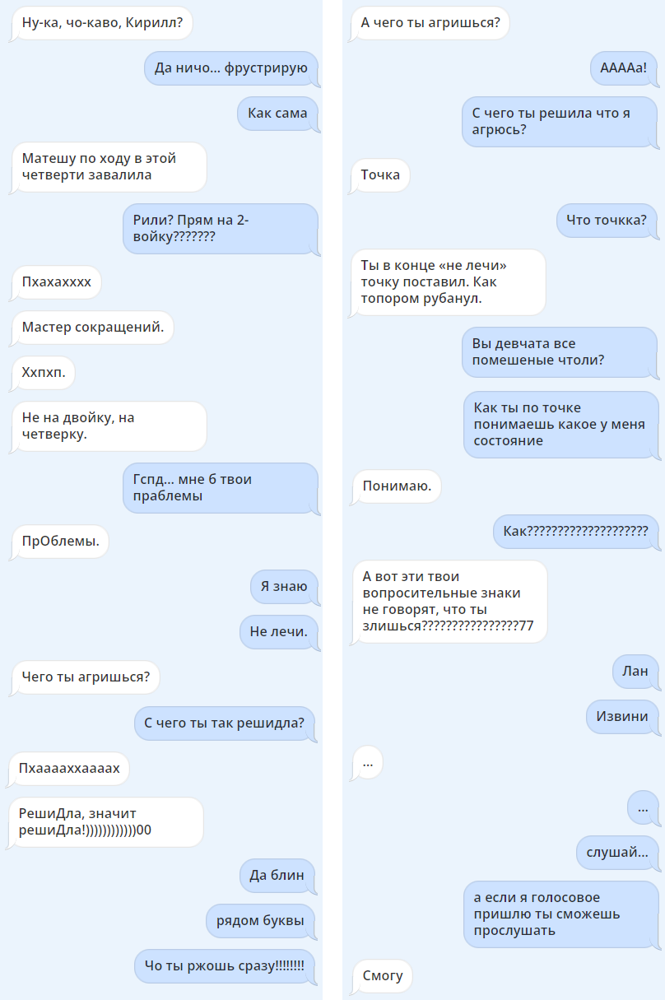 Ну-ка, чо-каво, Кирилл?
Да ничо... фрустрирую
Как сама
Матешу по ходу в этой
четверти завалила
Рили? Прям на 2-
войку???????
Пхахахххх
Мастер сокращений.
Ххпхп.
Не на двойку, на
четверку.
Гспд... мне б твои
праблемы
ПрОблемы.
Я знаю
Не лечи.
Чего ты агришься?
С чего ты так решидла?
Пхааааххаааах
РешиДла, значит
решиДла!))))))))))))00
Да блин
рядом буквы
Чо ты ржошь сразу!!!!!!!!
А чего ты агришься?
ААААа!
С чего ты решила что я
агрюсь?
Точка
Что точкка?
Ты в конце «не лечи»
точку поставил. Как
топором рубанул.
Вы девчата все
помешеные чтоли?
Как ты по точке
понимаешь какое у меня
состояние
Понимаю.
Как?????????????????????
А вот эти твои
вопросительные знаки
не говорят, что ты
злишься????????????????77
Лан
Извини
...
...
слушай...
а если я голосовое
пришлю ты сможешь
прослушать
Смогу